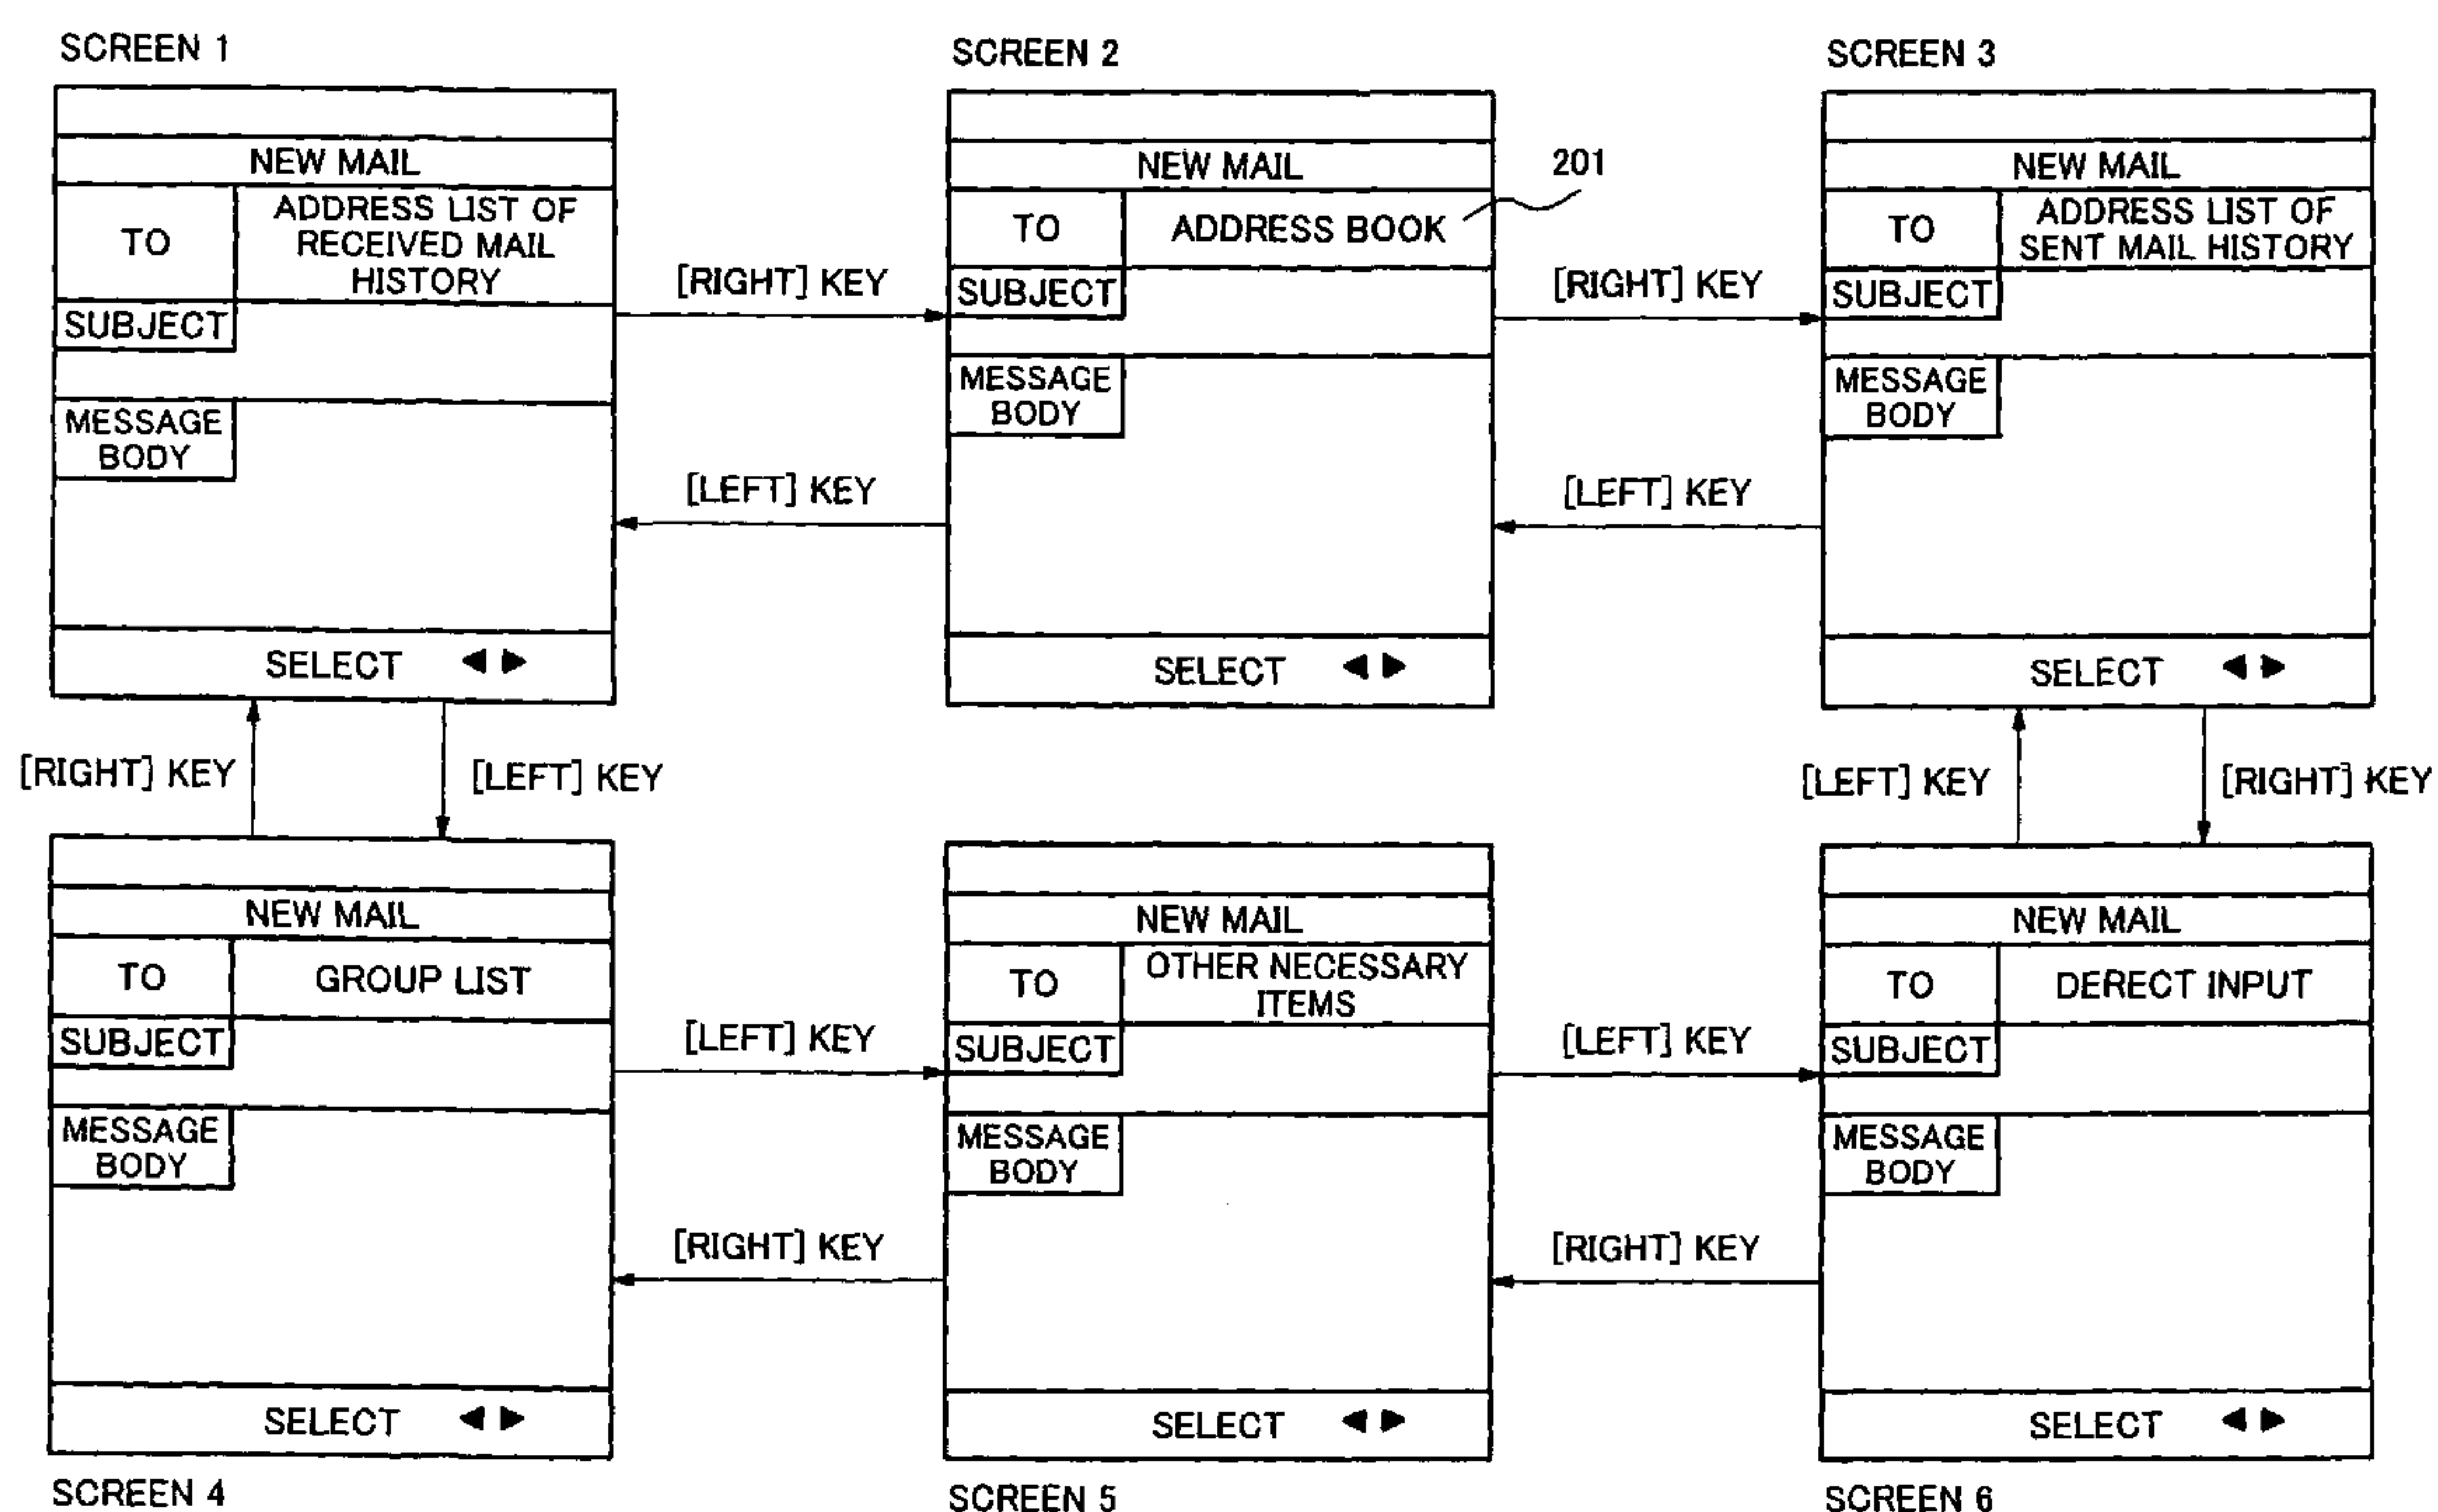 SCREEN 1
NEW MAIL
TO
ADDRESS LIST OF
RECEIVED MAIL
HISTORY
SUBJECT
MESSAGE
BODY
SELECT ◀ ▶
[RIGHT] KEY
[LEFT] KEY
SCREEN 2
NEW MAIL
201
TO
ADDRESS BOOK
SUBJECT
MESSAGE
BODY
SELECT ◀ ▶
[RIGHT] KEY
[LEFT] KEY
SCREEN 3
NEW MAIL
TO
ADDRESS LIST OF
SENT MAIL HISTORY
SUBJECT
MESSAGE
BODY
SELECT ◀ ▶
[RIGHT] KEY
[LEFT] KEY
[LEFT] KEY
[RIGHT] KEY
NEW MAIL
TO
GROUP LIST
SUBJECT
MESSAGE
BODY
SELECT ◀ ▶
SCREEN 4
[LEFT] KEY
[RIGHT] KEY
NEW MAIL
TO
OTHER NECESSARY
ITEMS
SUBJECT
MESSAGE
BODY
SELECT ◀ ▶
SCREEN 5
[LEFT] KEY
[RIGHT] KEY
NEW MAIL
TO
DERECT INPUT
SUBJECT
MESSAGE
BODY
SELECT ◀ ▶
SCREEN 6